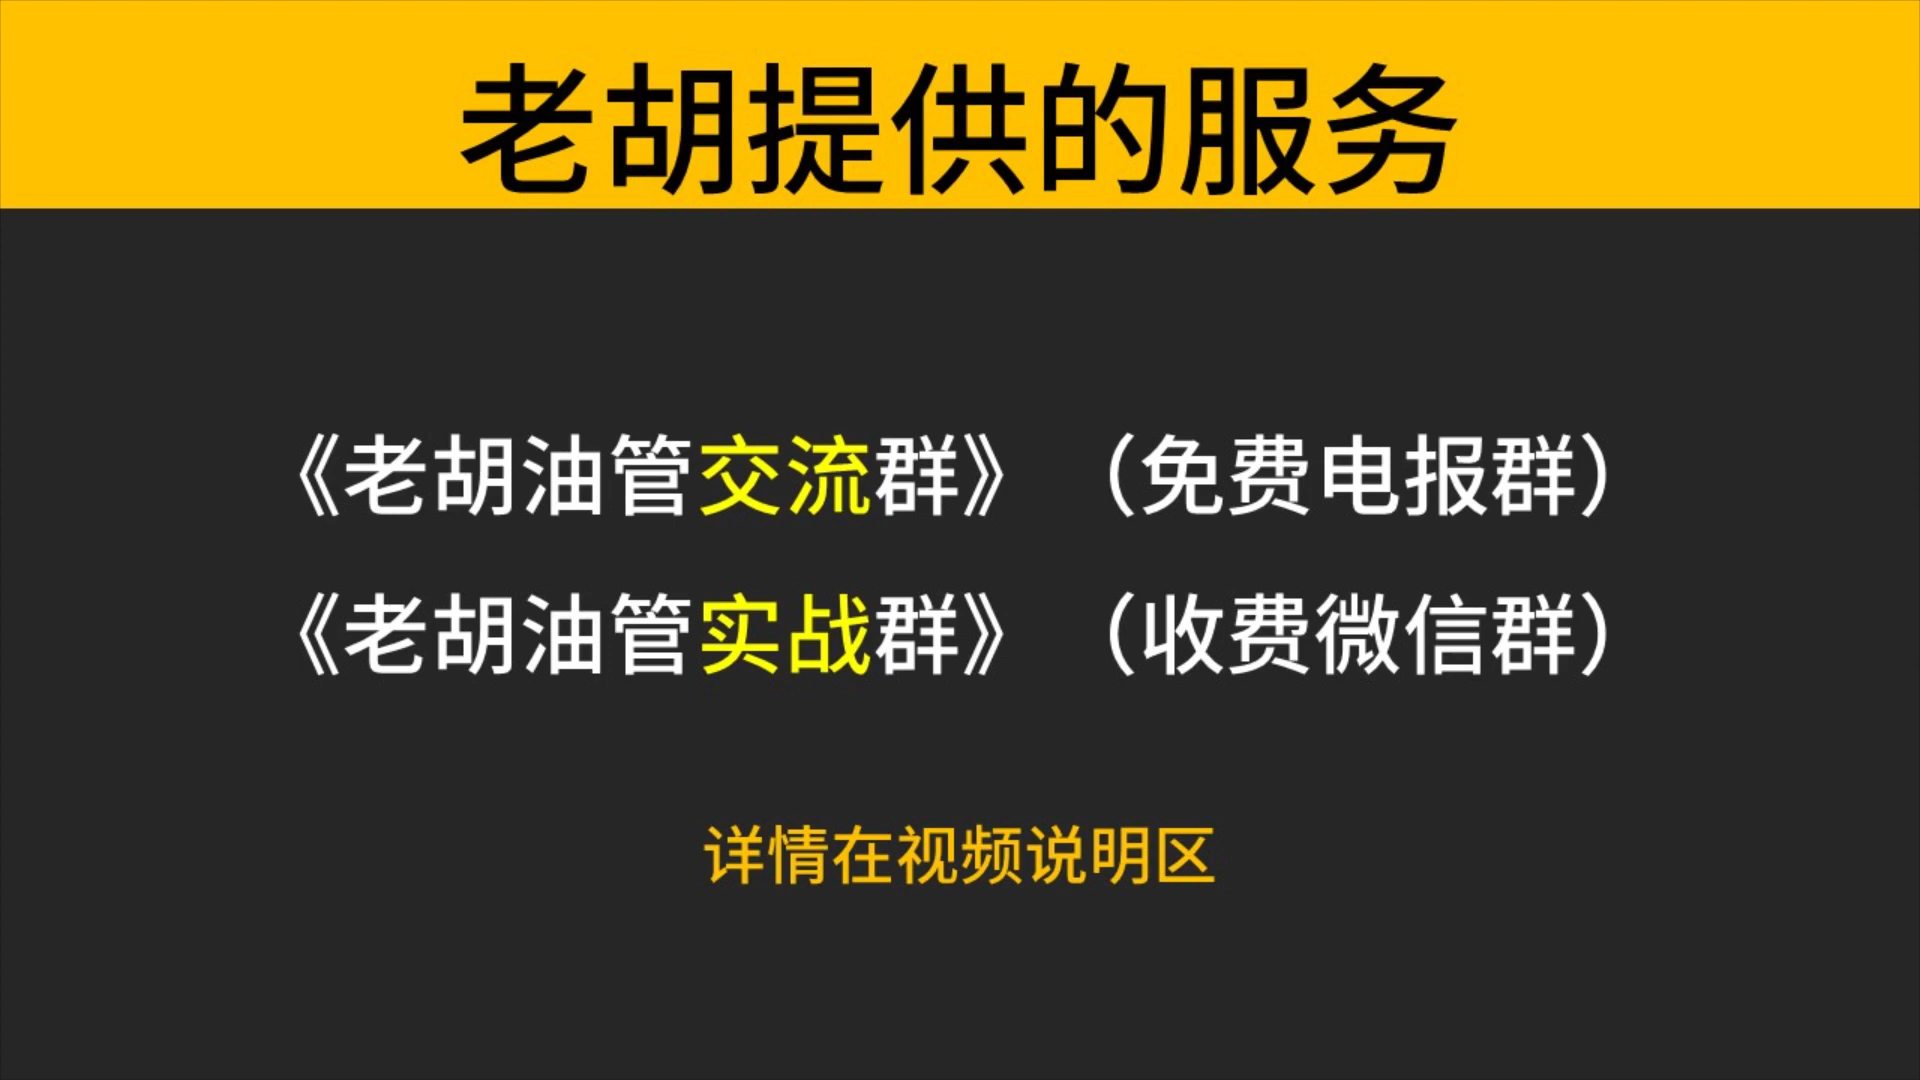 老胡提供的服务
《老胡油管交流群》（免费电报群）
《老胡油管实战群》（收费微信群）
详情在视频说明区